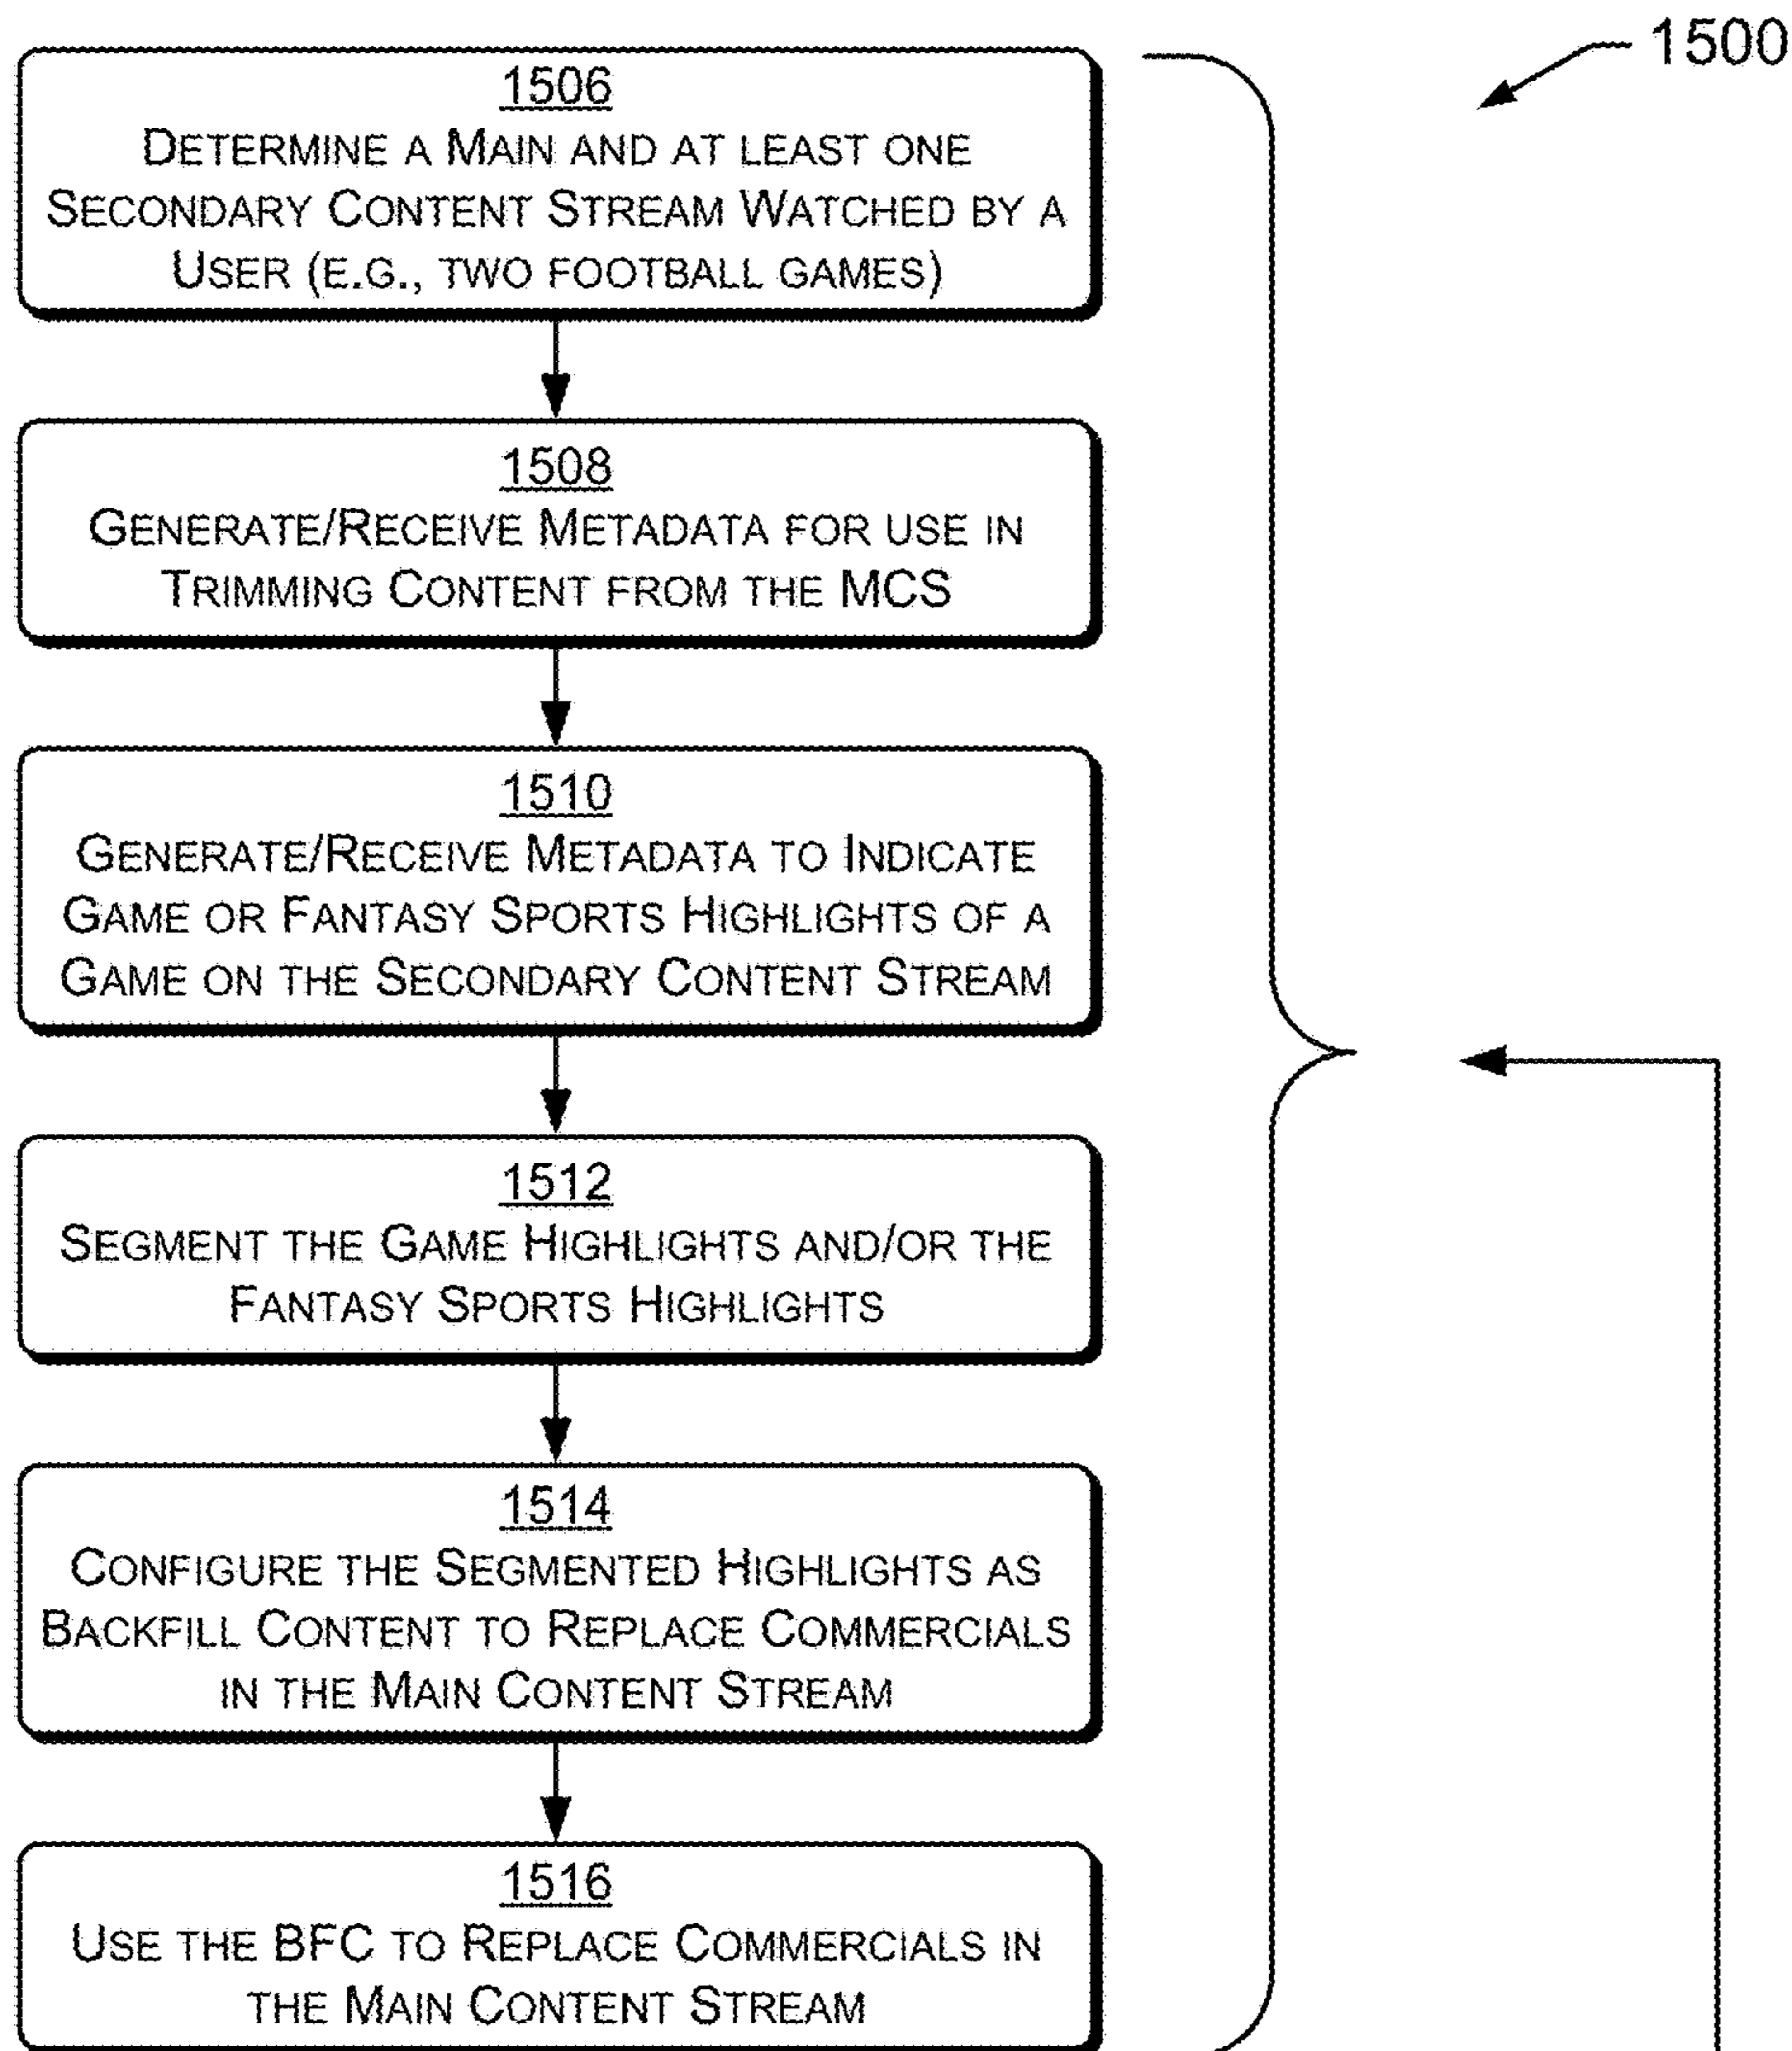 1500
1506
DETERMINE A MAIN AND AT LEAST ONE
SECONDARY CONTENT STREAM WATCHED BY A
USER (E.G., TWO FOOTBALL GAMES)
1508
GENERATE/RECEIVE METADATA FOR USE IN
TRIMMING CONTENT FROM THE MCS
1510
GENERATE/RECEIVE METADATA TO INDICATE
GAME OR FANTASY SPORTS HIGHLIGHTS OF A
GAME ON THE SECONDARY CONTENT STREAM
1512
SEGMENT THE GAME HIGHLIGHTS AND/OR THE
FANTASY SPORTS HIGHLIGHTS
1514
CONFIGURE THE SEGMENTED HIGHLIGHTS AS
BACKFILL CONTENT TO REPLACE COMMERCIALS
IN THE MAIN CONTENT STREAM
1516
USE THE BFC TO REPLACE COMMERCIALS IN
THE MAIN CONTENT STREAM